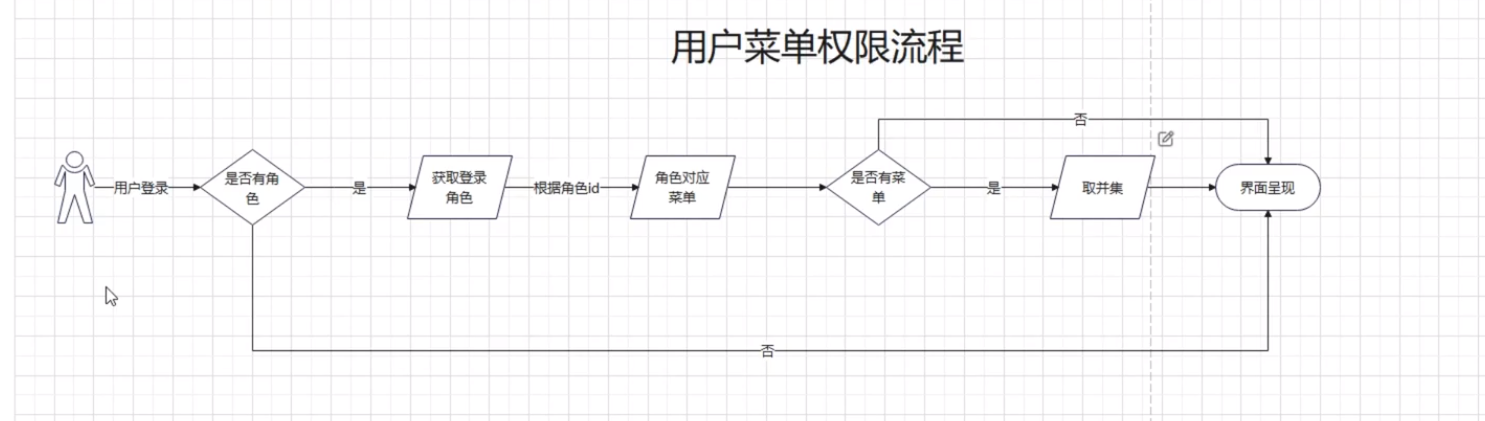 用户菜单权限流程
否
用户登录
是否有角
色
是
获取登录
角色
根据角色id
角色对应
菜单
是否有菜
单
是
取并集
界面呈现
否